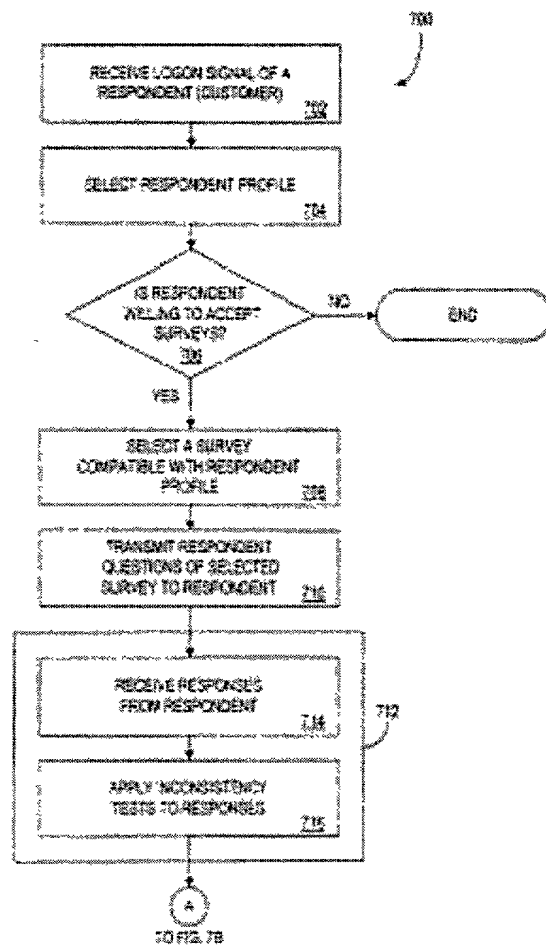 700
RECEIVE LOGON SIGNAL OF A
RESPONDENT (CUSTOMER)
702
SELECT RESPONDENT PROFILE
704
IS RESPONDENT
WILLING TO ACCEPT
SURVEYS?
706
NO
END
YES
SELECT A SURVEY
COMPATIBLE WITH RESPONDENT
PROFILE
708
TRANSMIT RESPONDENT
QUESTIONS OF SELECTED
SURVEY TO RESPONDENT
710
RECEIVE RESPONSES
FROM RESPONDENT
714
712
APPLY INCONSISTENCY
TESTS TO RESPONSES
716
A
TO FIG. 7B